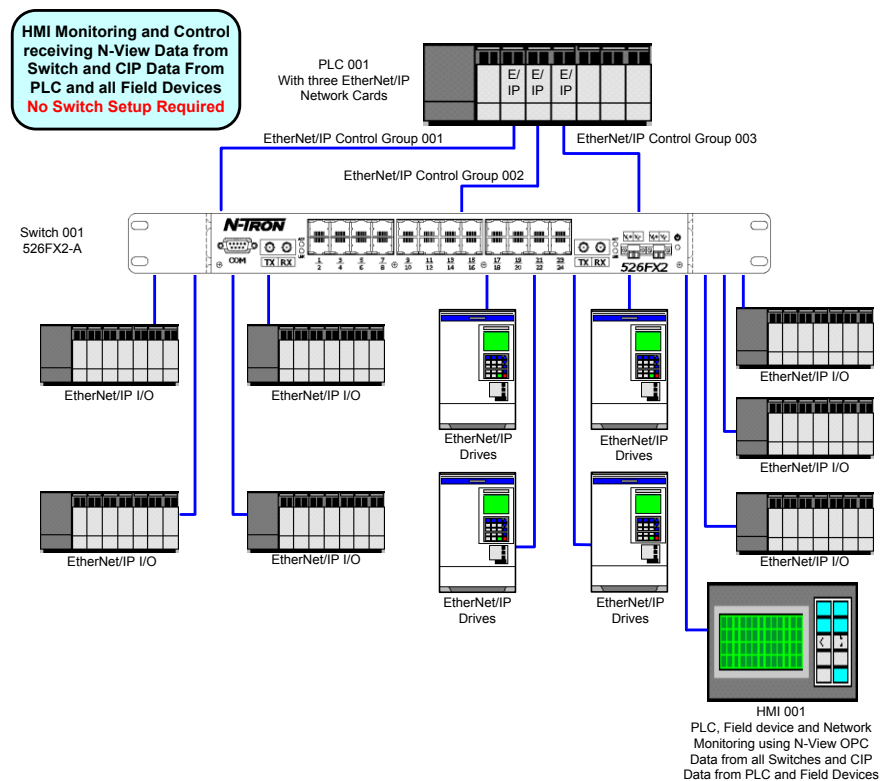 HMI Monitoring and Control
receiving N-View Data from
Switch and CIP Data From
PLC and all Field Devices
No Switch Setup Required
PLC 001
With three EtherNet/IP
Network Cards
E/
IP
E/
IP
E/
IP
EtherNet/IP Control Group 001
EtherNet/IP Control Group 003
EtherNet/IP Control Group 002
Switch 001
526FX2-A
N-TRON
COM
TX RX
1 3 5 7 9 11 13 15 17 19 21 23
2 4 6 8 10 12 14 16 18 20 22 24
TX RX
526FX2
EtherNet/IP I/O
EtherNet/IP I/O
EtherNet/IP I/O
EtherNet/IP
Drives
EtherNet/IP
Drives
EtherNet/IP I/O
EtherNet/IP I/O
EtherNet/IP I/O
EtherNet/IP I/O
EtherNet/IP
Drives
EtherNet/IP
Drives
HMI 001
PLC, Field device and Network
Monitoring using N-View OPC
Data from all Switches and CIP
Data from PLC and Field Devices